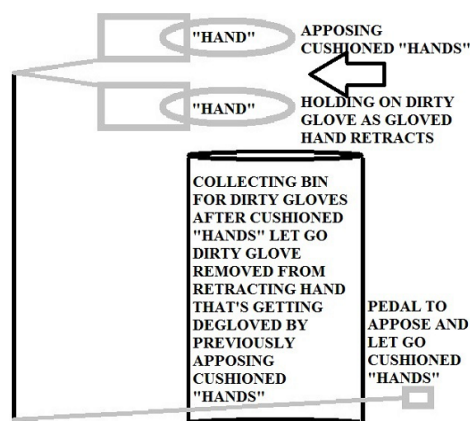 "HAND"
APPOSING
CUSHIONED "HANDS"
"HAND"
HOLDING ON DIRTY
GLOVE AS GLOVED
HAND RETRACTS
COLLECTING BIN
FOR DIRTY GLOVES
AFTER CUSHIONED
"HANDS" LET GO
DIRTY GLOVE
REMOVED FROM
RETRACTING HAND
THAT'S GETTING
DEGLOVED BY
PREVIOUSLY
APPOSING
CUSHIONED
"HANDS"
PEDAL TO
APPOSE AND
LET GO
CUSHIONED
"HANDS"